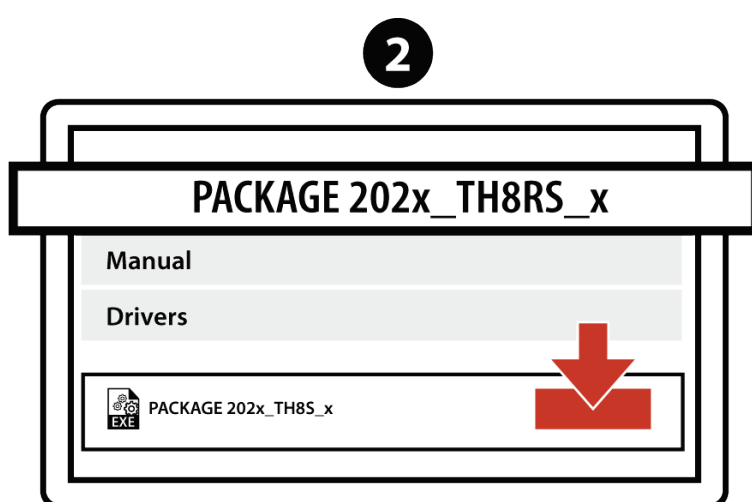 2
PACKAGE 202x_TH8RS_x
Manual
Drivers
EXE
PACKAGE 202x_TH8S_x